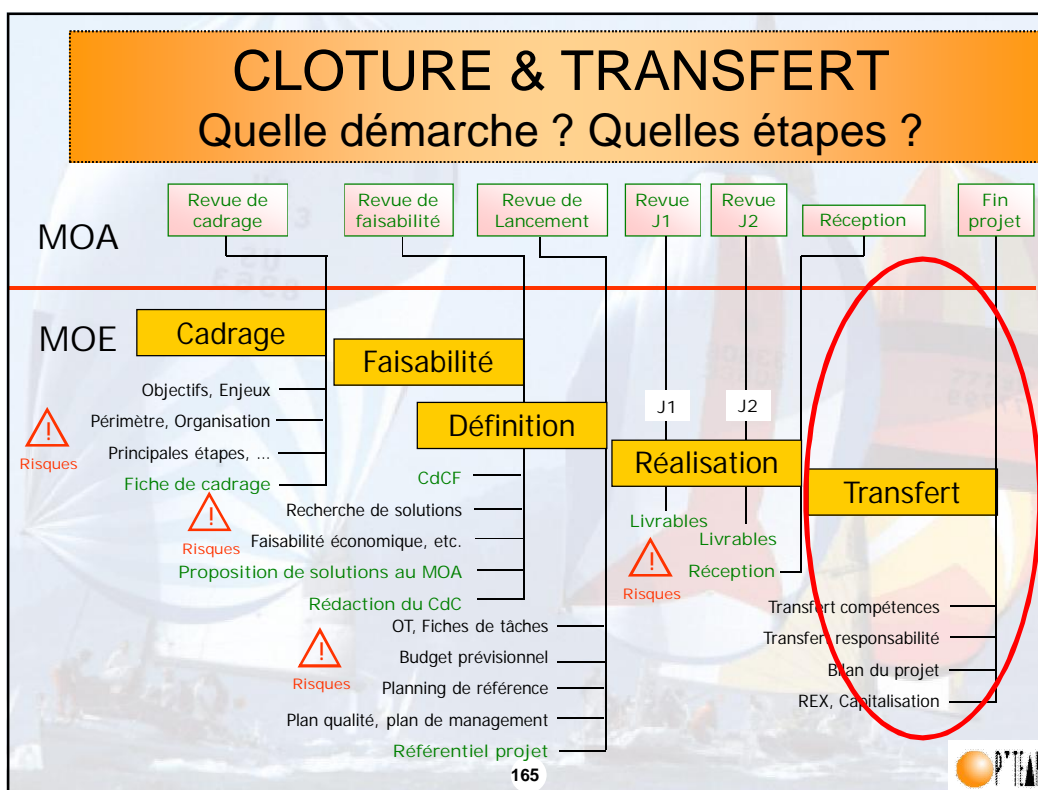 CLOTURE & TRANSFERT
Quelle démarche ? Quelles étapes ?
Revue de
cadrage
Revue de
faisabilité
Revue de
Lancement
Revue
J1
Revue
J2
Réception
Fin
projet
MOA
MOE
Cadrage
Objectifs, Enjeux
Périmètre, Organisation
Principales étapes, ...
Fiche de cadrage
Risques
Faisabilité
CdCF
Recherche de solutions
Faisabilité économique, etc.
Proposition de solutions au MOA
Rédaction du CdC
Risques
Définition
OT, Fiches de tâches
Budget prévisionnel
Planning de référence
Plan qualité, plan de management
Référentiel projet
Risques
J1
J2
Réalisation
Livrables
Livrables
Réception
Risques
Transfert
Transfert compétences
Transfert responsabilité
Bilan du projet
REX, Capitalisation
165